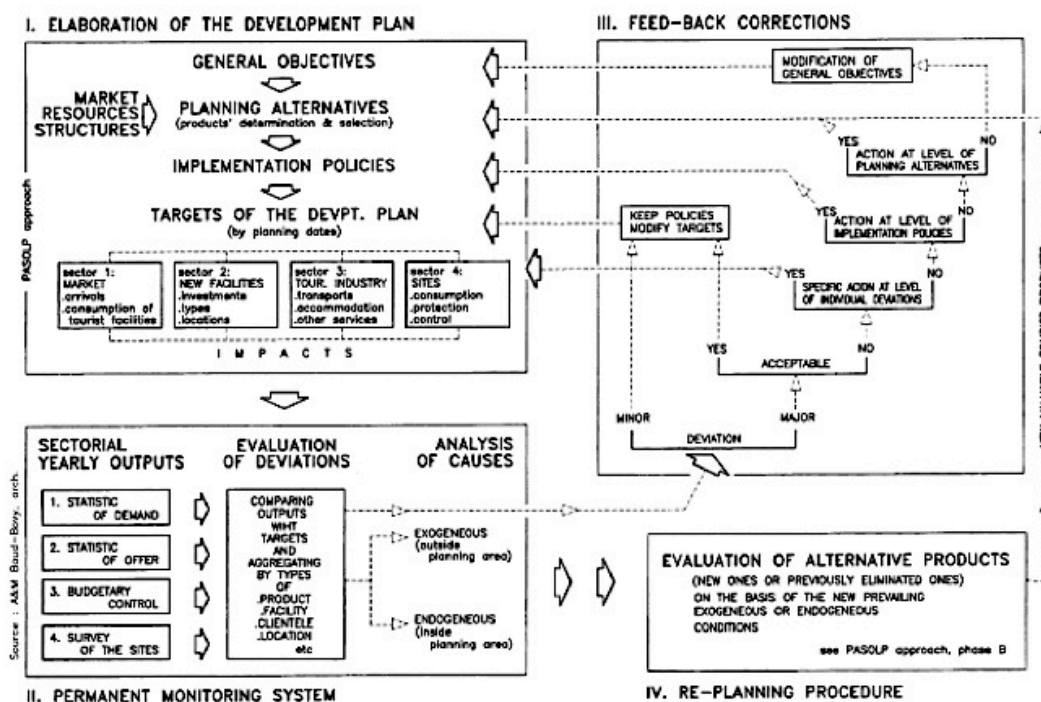 I. ELABORATION OF THE DEVELOPMENT PLAN
GENERAL OBJECTIVES
MARKET
RESOURCES
STRUCTURES
PLANNING ALTERNATIVES
(products' determination & selection)
IMPLEMENTATION POLICIES
TARGETS OF THE DEVPT. PLAN
(by planning dates)
PASOLP approach
sector 1:
MARKET
.arrivals
.consumption of
tourist facilities
sector 2:
NEW FACILITIES
.investments
.types
.locations
sector 3:
TOUR. INDUSTRY
.transports
.accommodation
.other services
sector 4:
SITES
.consumption
.protection
.control
I M P A C T S
III. FEED-BACK CORRECTIONS
MODIFICATION OF
GENERAL OBJECTIVES
YES
NO
ACTION AT LEVEL OF
PLANNING ALTERNATIVES
YES
NO
ACTION AT LEVEL OF
IMPLEMENTATION POLICIES
KEEP POLICIES
MODIFY TARGETS
YES
NO
SPECIFIC ACION AT LEVEL
OF INDIVIDUAL DEVIATIONS
YES
NO
ACCEPTABLE
MINOR
MAJOR
DEVIATION
SECTORIAL
YEARLY OUTPUTS
EVALUATION
OF DEVIATIONS
ANALYSIS
OF CAUSES
1. STATISTIC
OF DEMAND
2. STATISTIC
OF OFFER
3. BUDGETARY
CONTROL
4. SURVEY
OF THE SITES
COMPARING
OUTPUTS
WIHT
TARGETS
AND
AGGREGATING
BY TYPES
OF
.PRODUCT
.FACILITY
.CLIENTELE
.LOCATION
etc
EXOGENEOUS
(outside
planning area)
ENDOGENEOUS
(inside
planning area)
Source : A&M Baud-Bovy, arch.
II. PERMANENT MONITORING SYSTEM
EVALUATION OF ALTERNATIVE PRODUCTS
(NEW ONES OR PREVIOUSLY ELIMINATED ONES)
ON THE BASIS OF THE NEW PREVAILING
EXOGENEOUS OR ENDOGENEOUS
CONDITIONS
see PASOLP approach, phase B
IV. RE-PLANNING PROCEDURE